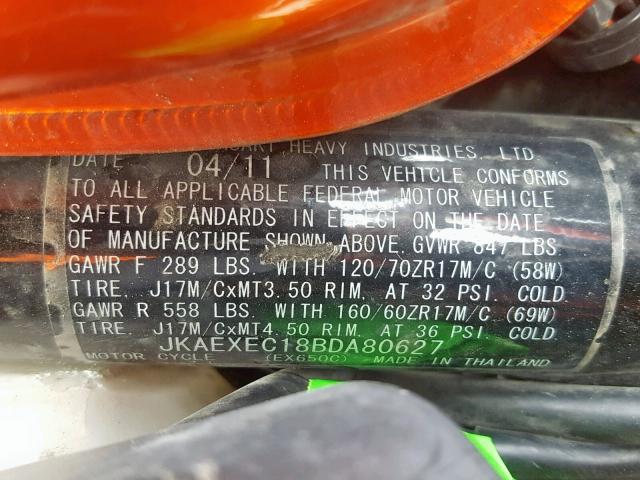 HEAVY INDUSTRIES, LTD
DATE 04/11 THIS VEHICLE CONFORMS
TO ALL APPLICABLE FEDERAL MOTOR VEHICLE
SAFETY STANDARDS IN EFFECT ON THE DATE
OF MANUFACTURE SHOWN ABOVE. GVWR 847 LBS.
GAWR F 289 LBS. WITH 120/70ZR17M/C (58W)
TIRE, J17M/CxMT3.50 RIM, AT 32 PSI. COLD
GAWR R 558 LBS. WITH 160/60ZR17M/C (69W)
TIRE, J17M/CxMT4.50 RIM, AT 36 PSI. COLD
JKAEXEC18BDA80627
MOTOR CYCLE (EX650C) MADE IN THAILAND